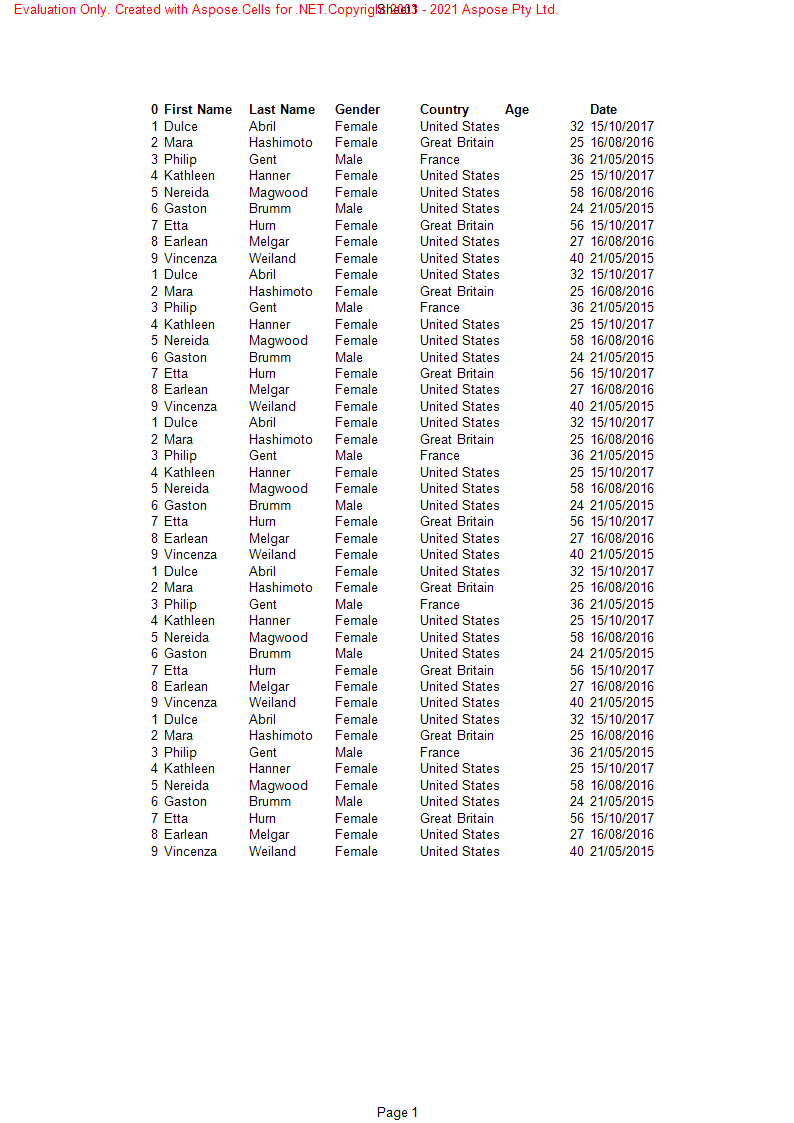 Evaluation Only. Created with Aspose.Cells for .NET.Copyright 2003 - 2021 Aspose Pty Ltd.
Sheet1
0 First Name Last Name Gender Country Age Date
1 Dulce Abril Female United States 32 15/10/2017
2 Mara Hashimoto Female Great Britain 25 16/08/2016
3 Philip Gent Male France 36 21/05/2015
4 Kathleen Hanner Female United States 25 15/10/2017
5 Nereida Magwood Female United States 58 16/08/2016
6 Gaston Brumm Male United States 24 21/05/2015
7 Etta Hurn Female Great Britain 56 15/10/2017
8 Earlean Melgar Female United States 27 16/08/2016
9 Vincenza Weiland Female United States 40 21/05/2015
1 Dulce Abril Female United States 32 15/10/2017
2 Mara Hashimoto Female Great Britain 25 16/08/2016
3 Philip Gent Male France 36 21/05/2015
4 Kathleen Hanner Female United States 25 15/10/2017
5 Nereida Magwood Female United States 58 16/08/2016
6 Gaston Brumm Male United States 24 21/05/2015
7 Etta Hurn Female Great Britain 56 15/10/2017
8 Earlean Melgar Female United States 27 16/08/2016
9 Vincenza Weiland Female United States 40 21/05/2015
1 Dulce Abril Female United States 32 15/10/2017
2 Mara Hashimoto Female Great Britain 25 16/08/2016
3 Philip Gent Male France 36 21/05/2015
4 Kathleen Hanner Female United States 25 15/10/2017
5 Nereida Magwood Female United States 58 16/08/2016
6 Gaston Brumm Male United States 24 21/05/2015
7 Etta Hurn Female Great Britain 56 15/10/2017
8 Earlean Melgar Female United States 27 16/08/2016
9 Vincenza Weiland Female United States 40 21/05/2015
1 Dulce Abril Female United States 32 15/10/2017
2 Mara Hashimoto Female Great Britain 25 16/08/2016
3 Philip Gent Male France 36 21/05/2015
4 Kathleen Hanner Female United States 25 15/10/2017
5 Nereida Magwood Female United States 58 16/08/2016
6 Gaston Brumm Male United States 24 21/05/2015
7 Etta Hurn Female Great Britain 56 15/10/2017
8 Earlean Melgar Female United States 27 16/08/2016
9 Vincenza Weiland Female United States 40 21/05/2015
1 Dulce Abril Female United States 32 15/10/2017
2 Mara Hashimoto Female Great Britain 25 16/08/2016
3 Philip Gent Male France 36 21/05/2015
4 Kathleen Hanner Female United States 25 15/10/2017
5 Nereida Magwood Female United States 58 16/08/2016
6 Gaston Brumm Male United States 24 21/05/2015
7 Etta Hurn Female Great Britain 56 15/10/2017
8 Earlean Melgar Female United States 27 16/08/2016
9 Vincenza Weiland Female United States 40 21/05/2015
Page 1